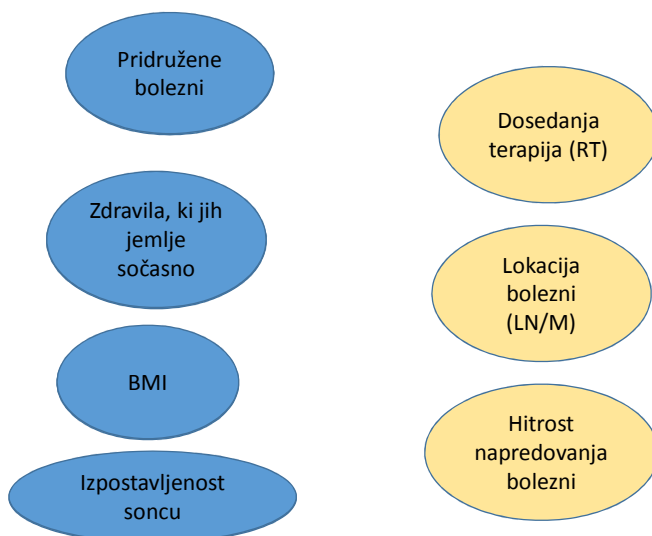 Pridružene
bolezni
Zdravila, ki jih
jemlje
sočasno
BMI
Izpostavljenost
soncu
Dosedanja
terapija (RT)
Lokacija
bolezni
(LN/M)
Hitrost
napredovanja
bolezni